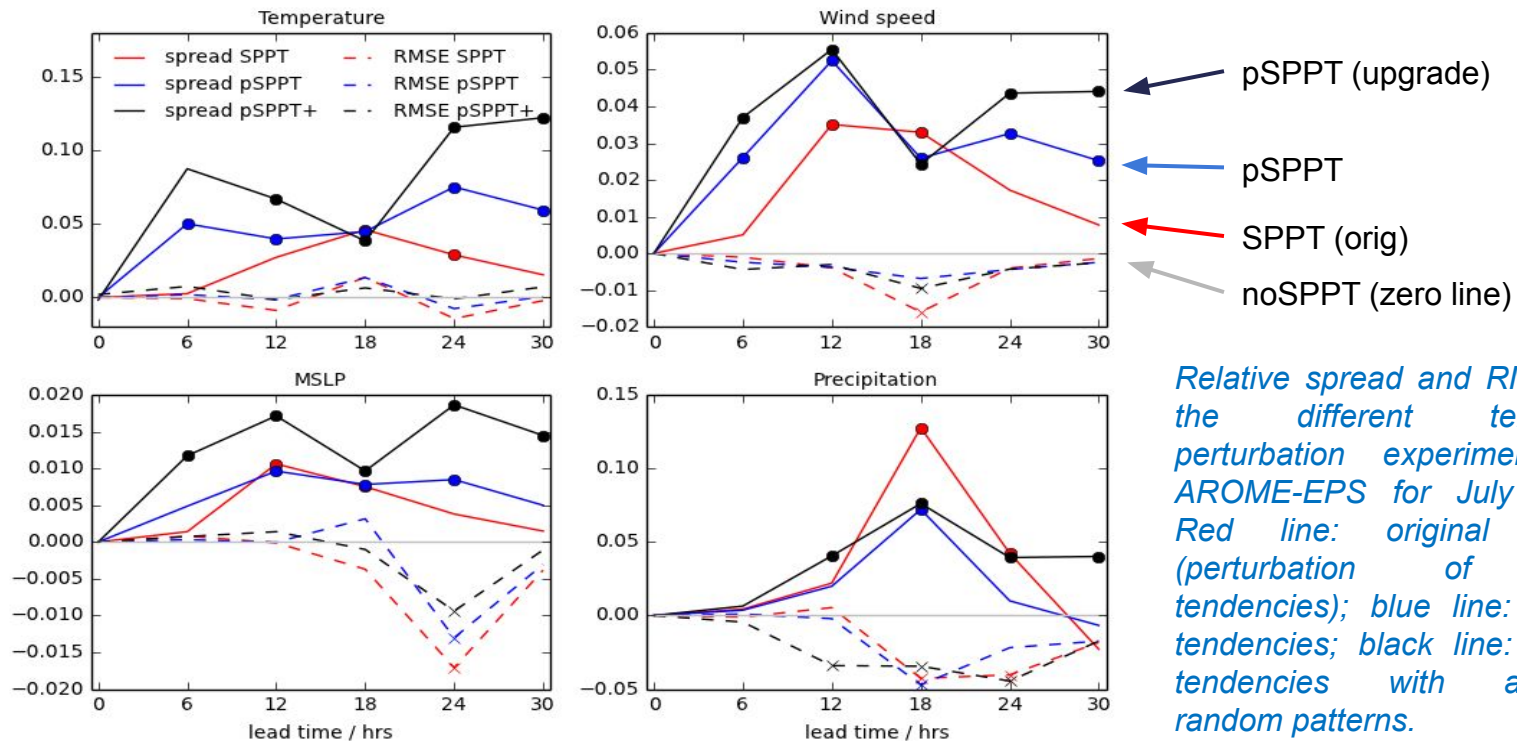 Temperature
spread SPPT
spread pSPPT
spread pSPPT+
RMSE SPPT
RMSE pSPPT
RMSE pSPPT+
0.15
0.10
0.05
0.00
0 6 12 18 24 30
Wind speed
0.06
0.05
0.04
0.03
0.02
0.01
0.00
−0.01
−0.02
0 6 12 18 24 30
pSPPT (upgrade)
pSPPT
SPPT (orig)
noSPPT (zero line)
MSLP
0.020
0.015
0.010
0.005
0.000
−0.005
−0.010
−0.015
−0.020
0 6 12 18 24 30
lead time / hrs
Precipitation
0.15
0.10
0.05
0.00
−0.05
0 6 12 18 24 30
lead time / hrs
Relative spread and
the different
perturbation
AROME-EPS for July
Red line: original
(perturbation of
tendencies); blue line:
tendencies; black line:
tendencies with
random patterns.